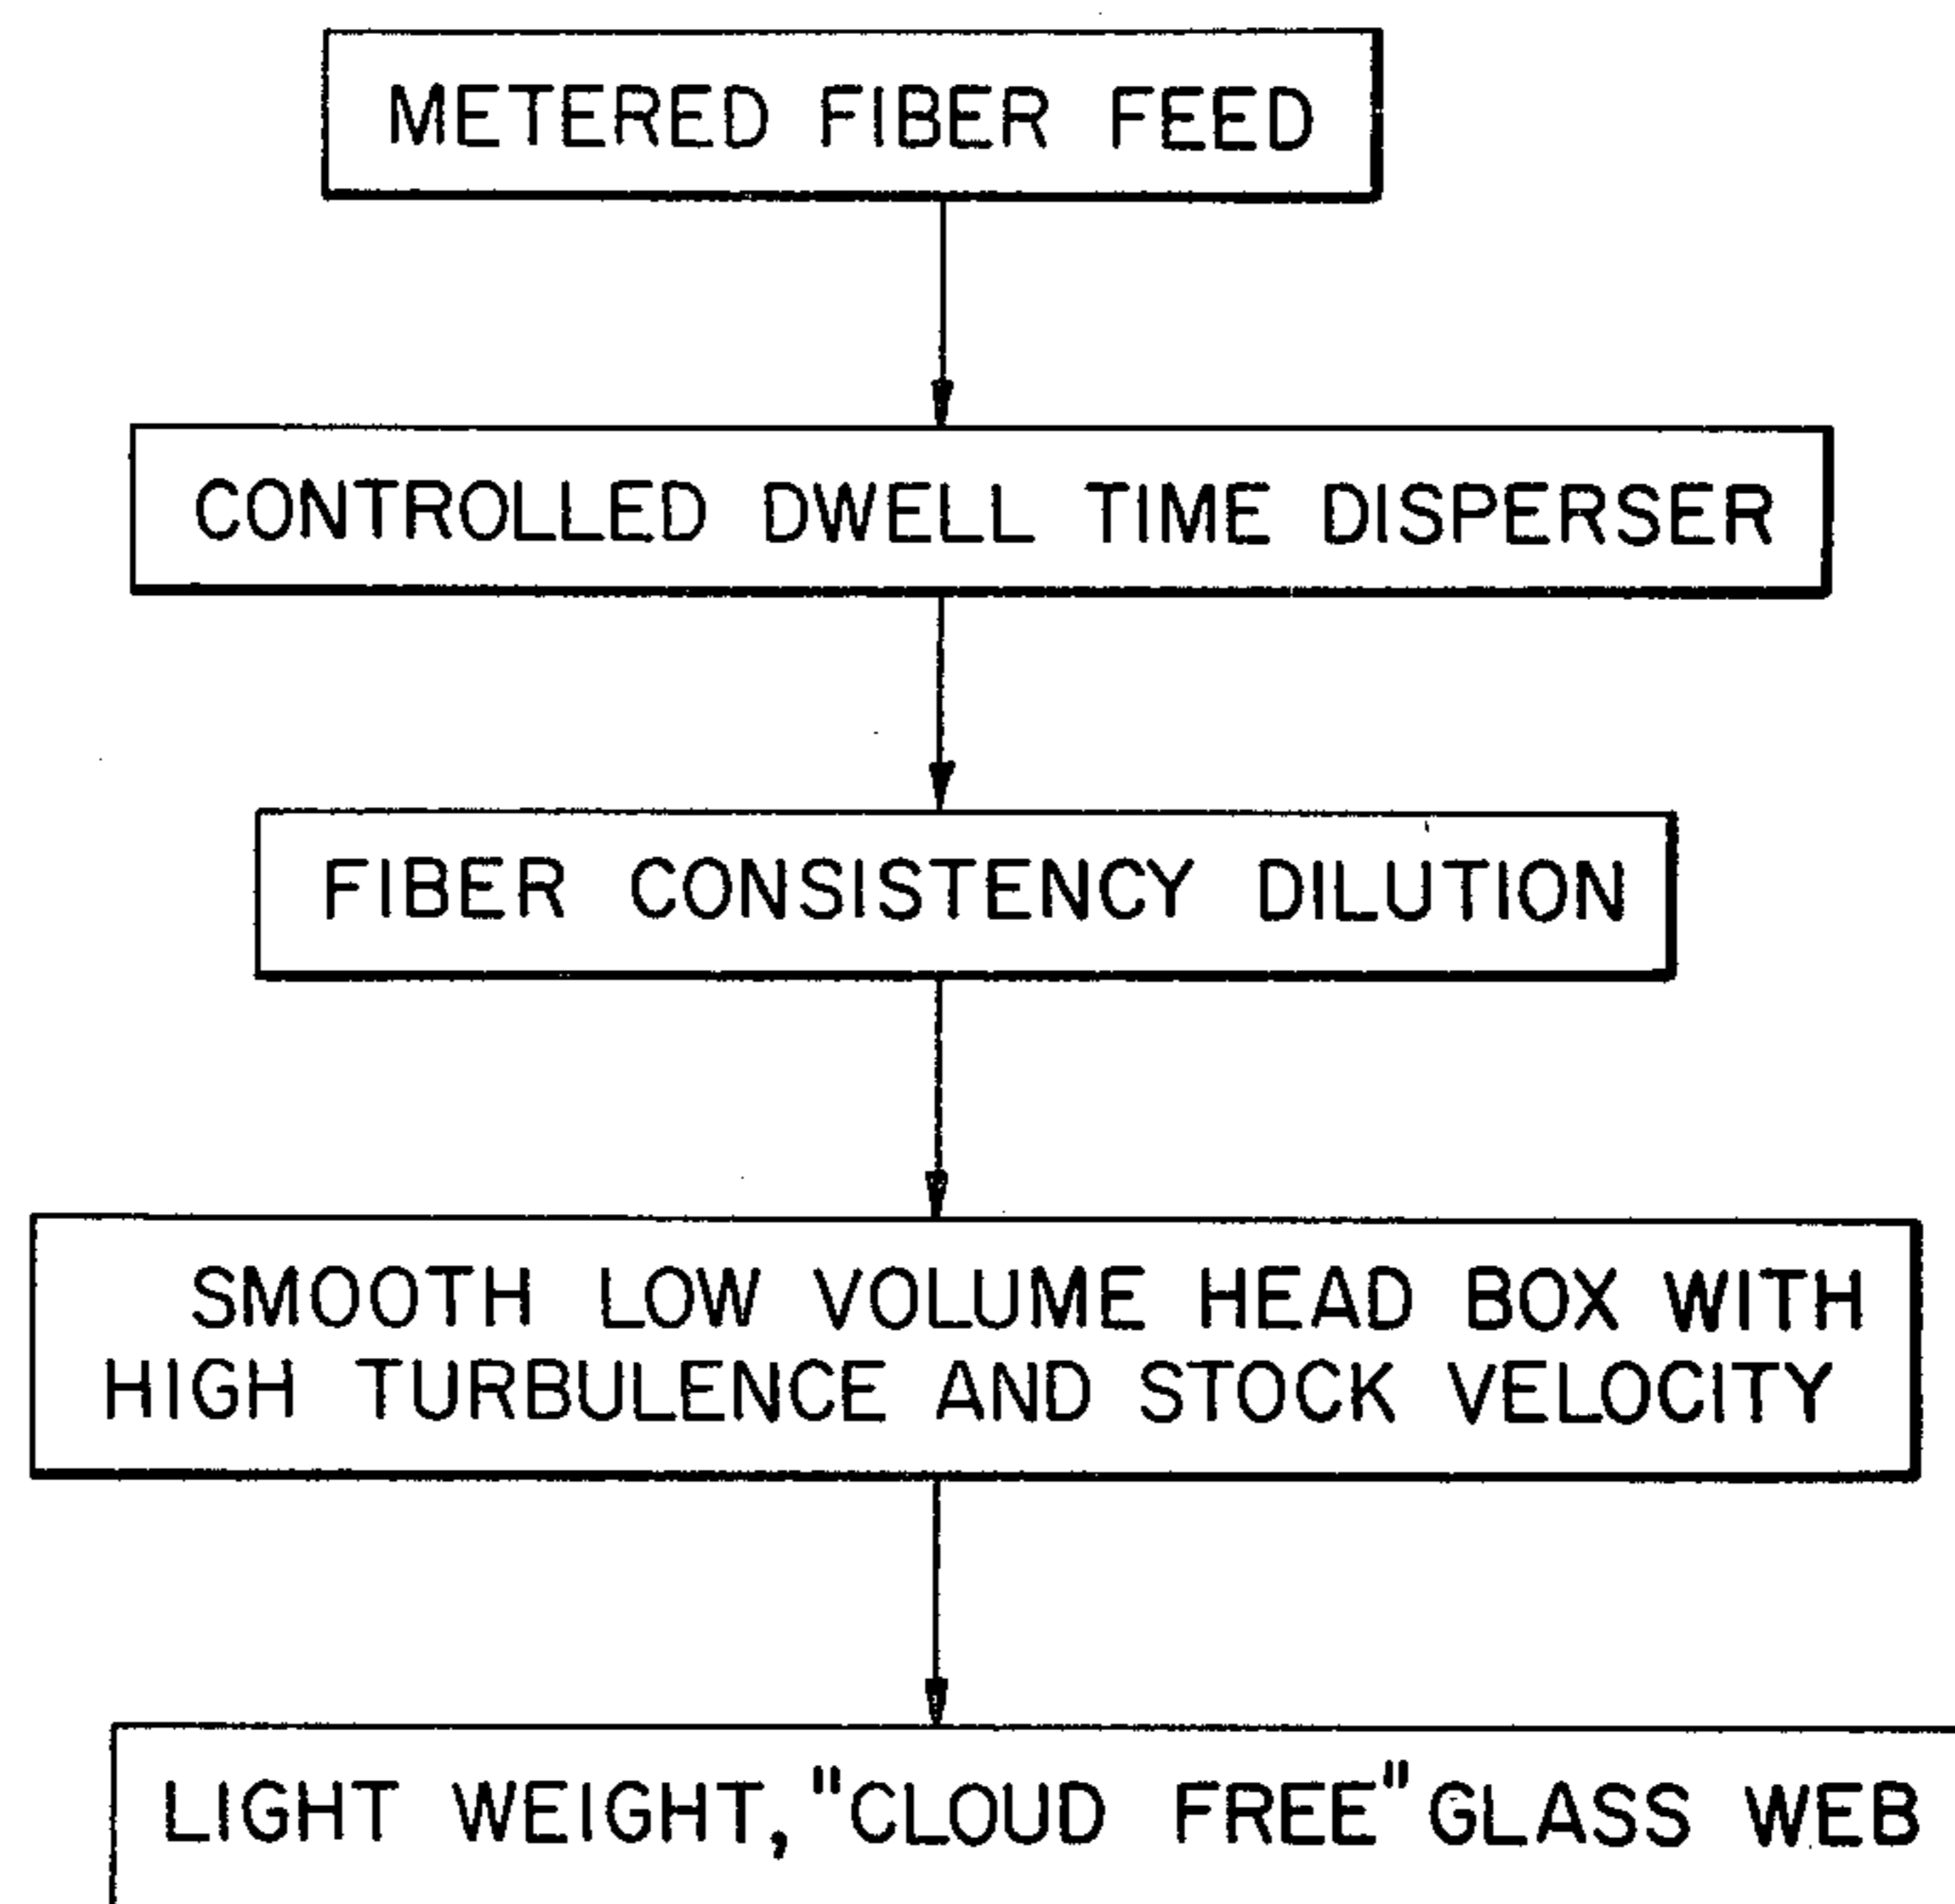 METERED FIBER FEED
CONTROLLED DWELL TIME DISPERSER
FIBER CONSISTENCY DILUTION
SMOOTH LOW VOLUME HEAD BOX WITH
HIGH TURBULENCE AND STOCK VELOCITY
LIGHT WEIGHT, "CLOUD FREE" GLASS WEB